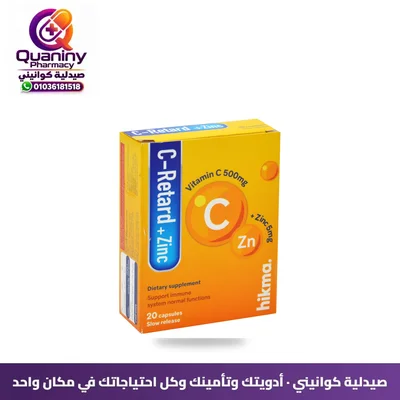 Quaniny
Pharmacy
صيدلية كوانيني
01036181518
C-Retard + Zinc
Vitamin C 500mg
+ Zinc 5mg
C
Zn
Dietary supplement
Support immune
system normal functions
20 capsules
Slow release
hikma.
صيدلية كوانيني · أدويتك وتأمينك وكل احتياجاتك في مكان واحد